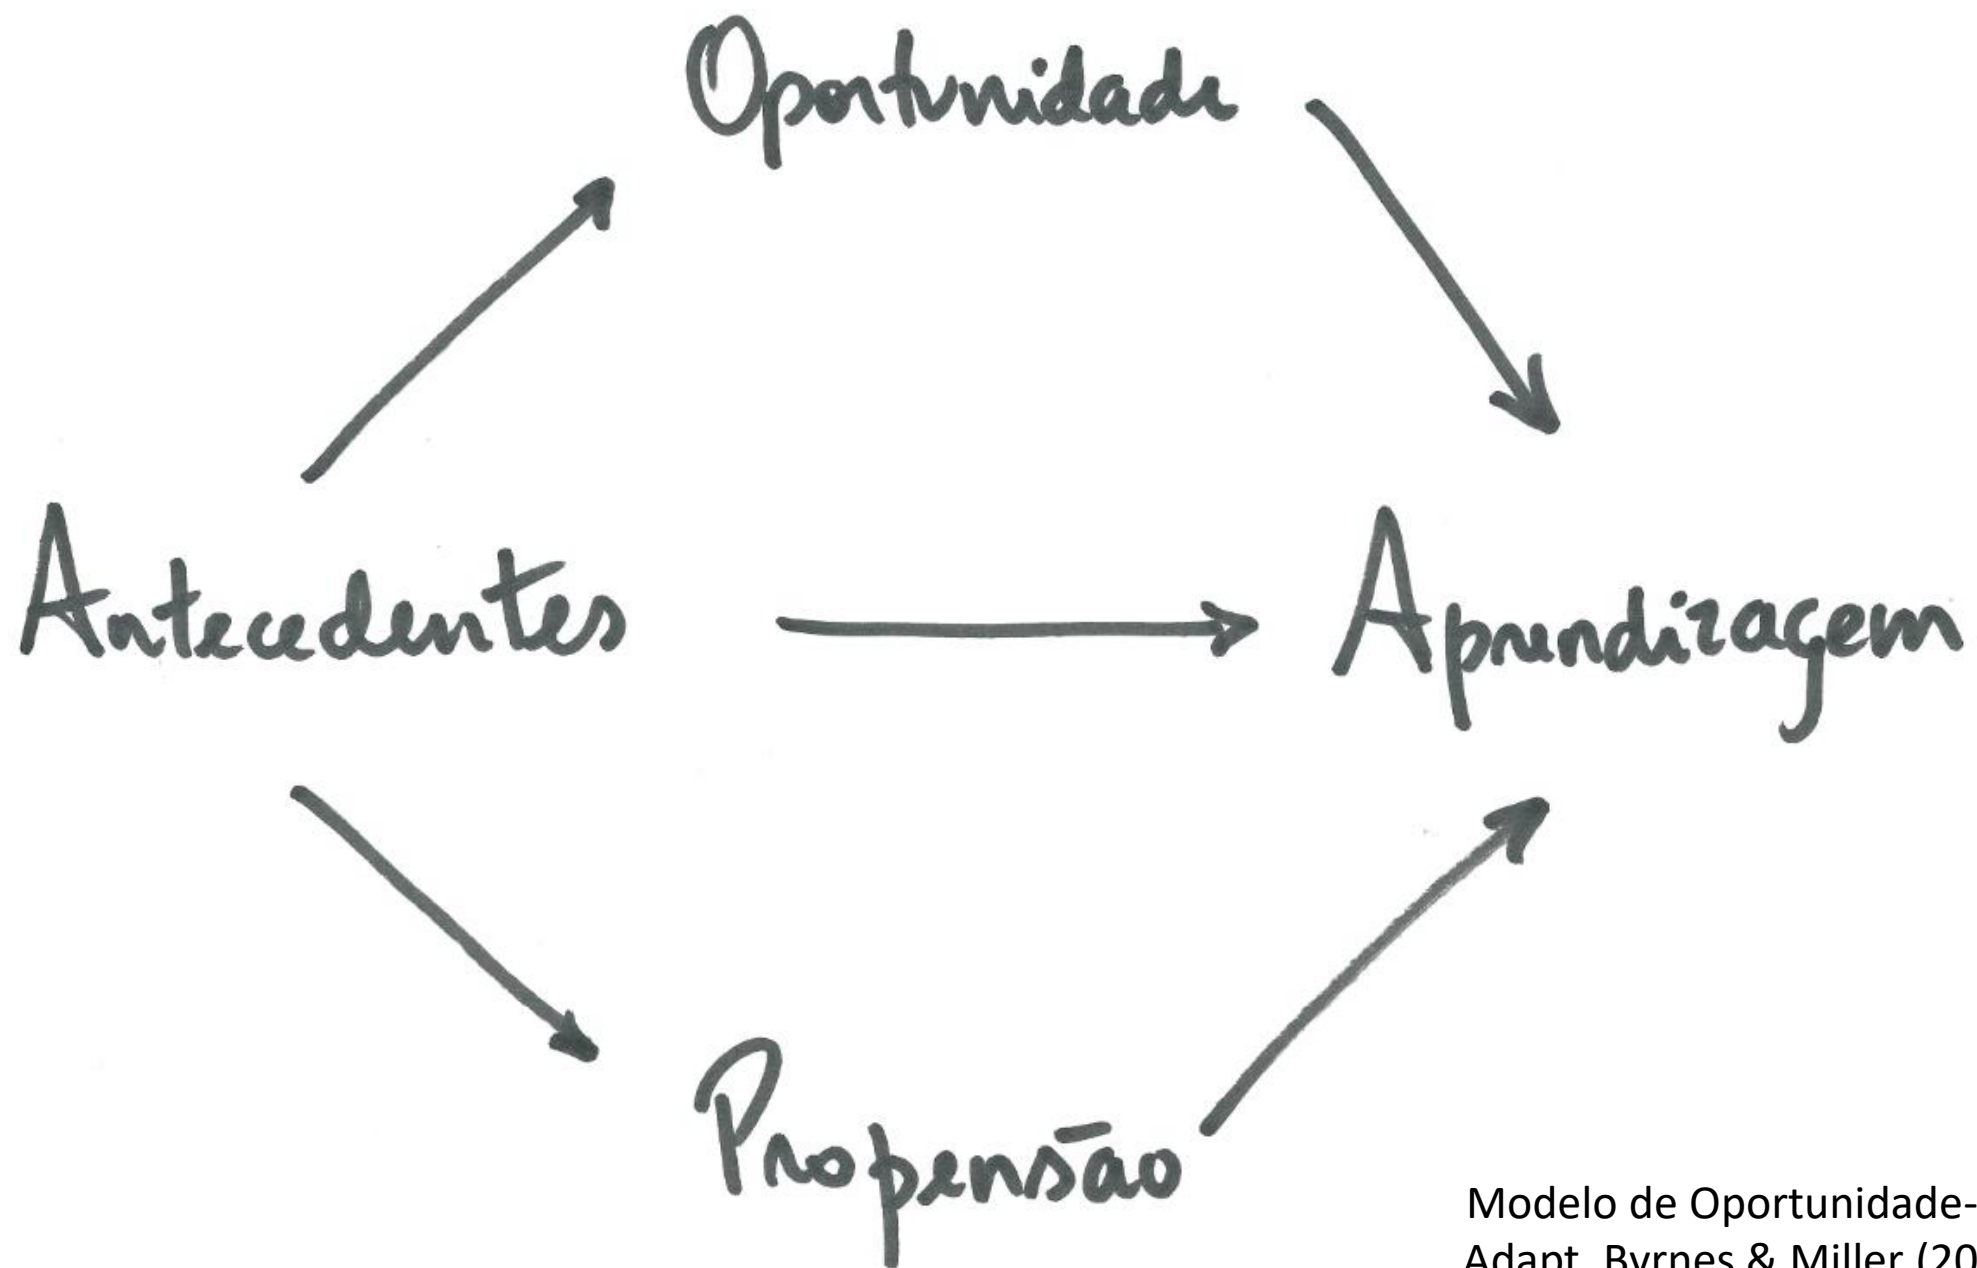 Oportunidade
Antecedentes
Aprendizagem
Propensão
Modelo de Oportunidade-
Adapt. Byrnes & Miller (20